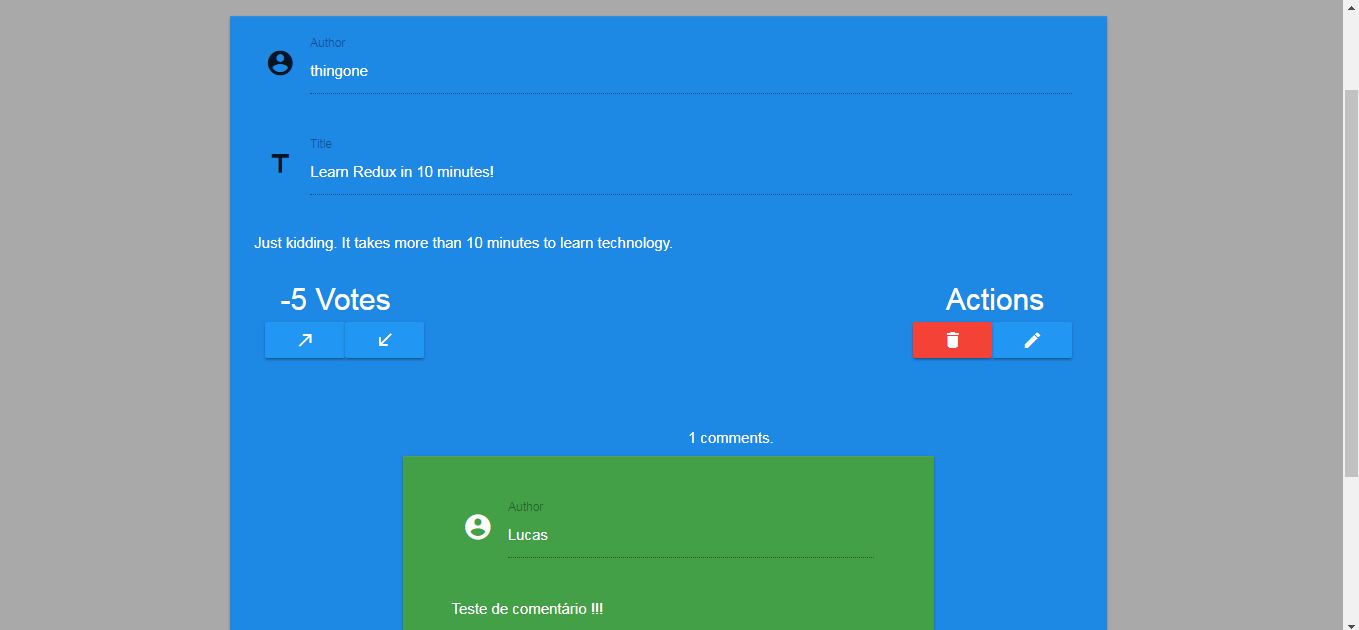 Author
thingone
Title
Learn Redux in 10 minutes!
Just kidding. It takes more than 10 minutes to learn technology.
-5 Votes
Actions
1 comments.
Author
Lucas
Teste de comentário !!!